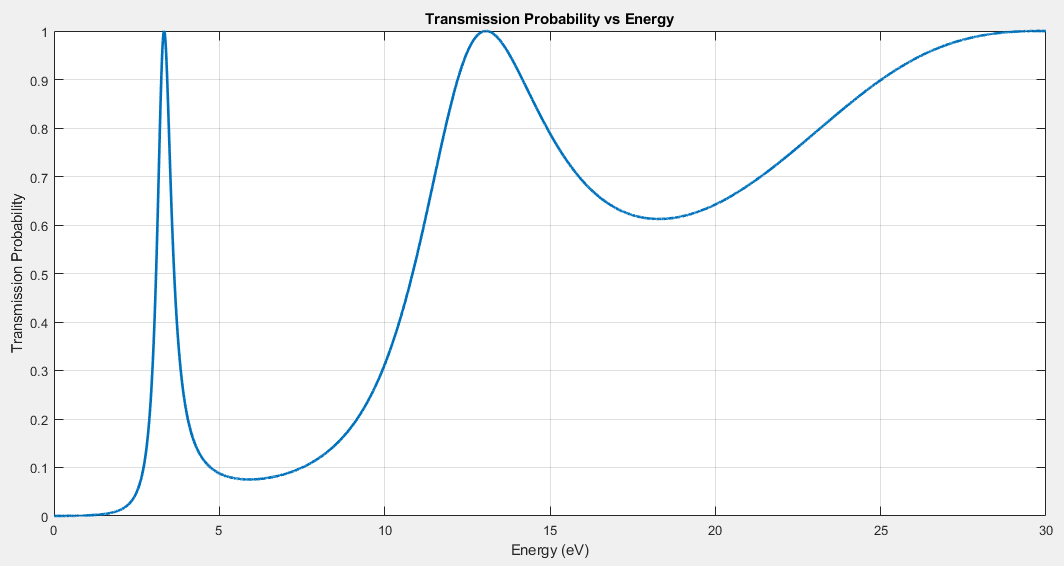 Transmission Probability vs Energy
Transmission Probability
1
0.9
0.8
0.7
0.6
0.5
0.4
0.3
0.2
0.1
0
0 5 10 15 20 25 30
Energy (eV)